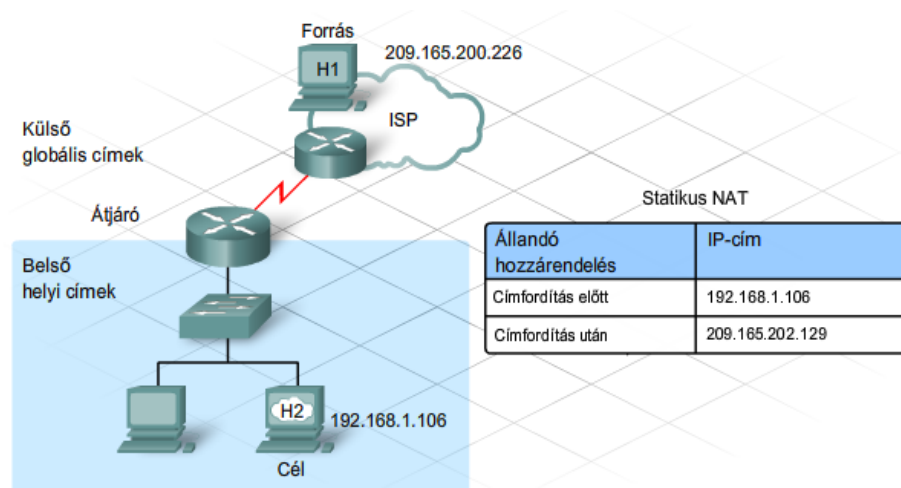 Forrás
209.165.200.226
H1
ISP
Külső
globális címek
Átjáró
Belső
helyi címek
H2
192.168.1.106
Cél
Statikus NAT
Állandó
hozzárendelés
IP-cím
Címfordítás előtt
192.168.1.106
Címfordítás után
209.165.202.129